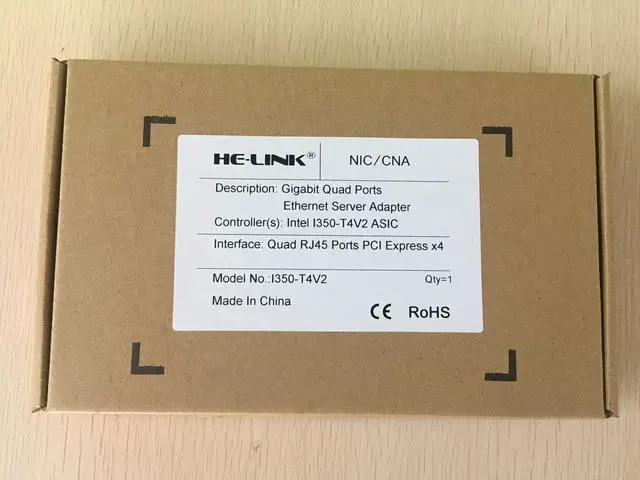 HE-LINK® NIC/CNA
Description: Gigabit Quad Ports
Ethernet Server Adapter
Controller(s): Intel I350-T4V2 ASIC
Interface: Quad RJ45 Ports PCI Express x4
Model No.:I350-T4V2 Qty=1
Made In China
CE RoHS